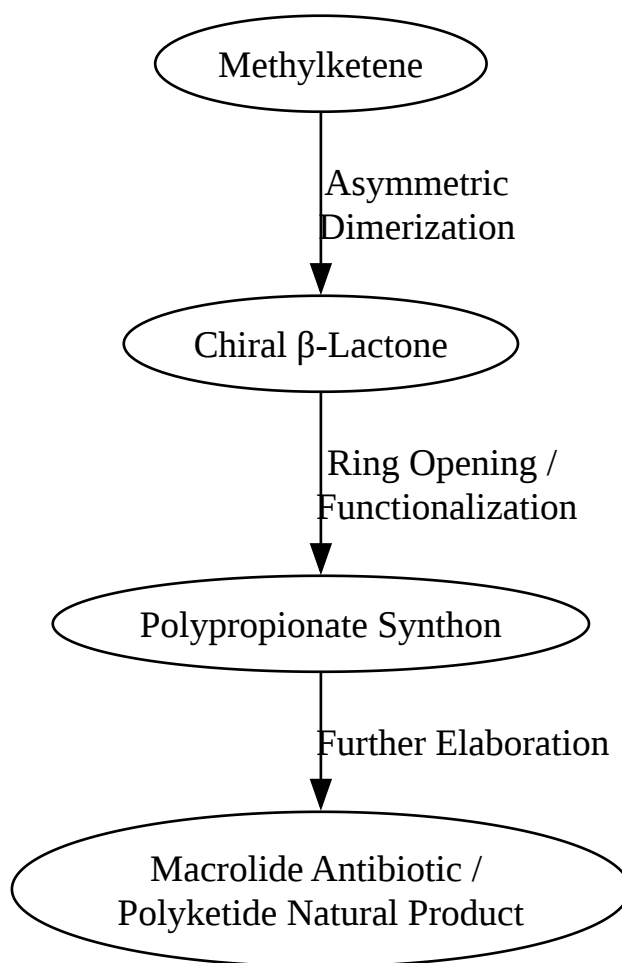 Methylketene
Asymmetric
Dimerization
Chiral β-Lactone
Ring Opening /
Functionalization
Polypropionate Synthon
Further Elaboration
Macrolide Antibiotic /
Polyketide Natural Product